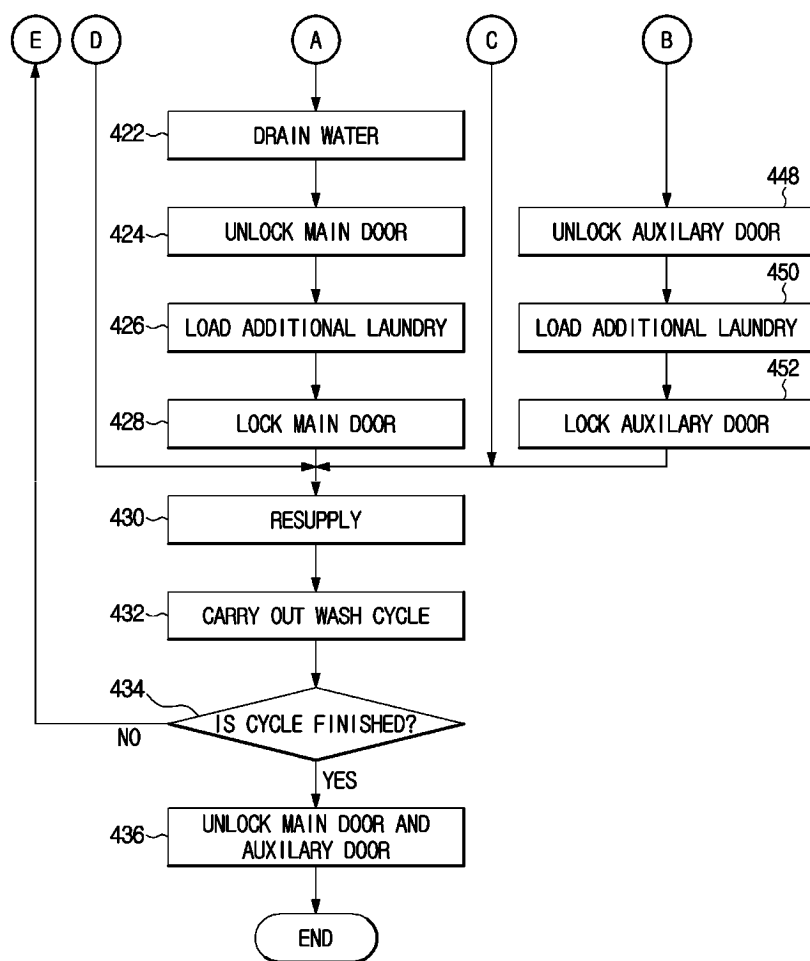 E
D
A
C
B
422
DRAIN WATER
448
424
UNLOCK MAIN DOOR
UNLOCK AUXILARY DOOR
450
426
LOAD ADDITIONAL LAUNDRY
LOAD ADDITIONAL LAUNDRY
452
428
LOCK MAIN DOOR
LOCK AUXILARY DOOR
430
RESUPPLY
432
CARRY OUT WASH CYCLE
434
IS CYCLE FINISHED?
NO
YES
436
UNLOCK MAIN DOOR AND
AUXILARY DOOR
END